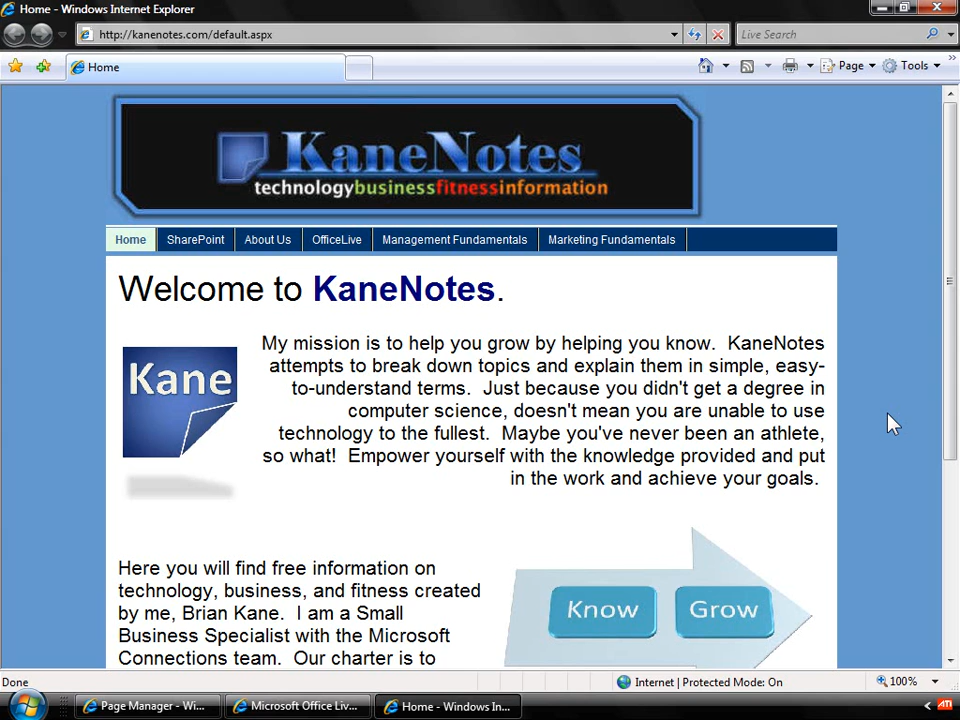 Home - Windows Internet Explorer
http://kanenotes.com/default.aspx
Live Search
Home
Page
Tools
KaneNotes
technologybusinessfitnessinformation
Home SharePoint About Us OfficeLive Management Fundamentals Marketing Fundamentals
Welcome to KaneNotes.
Kane
My mission is to help you grow by helping you know. KaneNotes
attempts to break down topics and explain them in simple, easy-
to-understand terms. Just because you didn't get a degree in
computer science, doesn't mean you are unable to use
technology to the fullest. Maybe you've never been an athlete,
so what! Empower yourself with the knowledge provided and put
in the work and achieve your goals.
Here you will find free information on
technology, business, and fitness created
by me, Brian Kane. I am a Small
Business Specialist with the Microsoft
Connections team. Our charter is to
Know Grow
Done
Internet | Protected Mode: On
100%
Page Manager - Wi...
Microsoft Office Liv...
Home - Windows In...
ATI